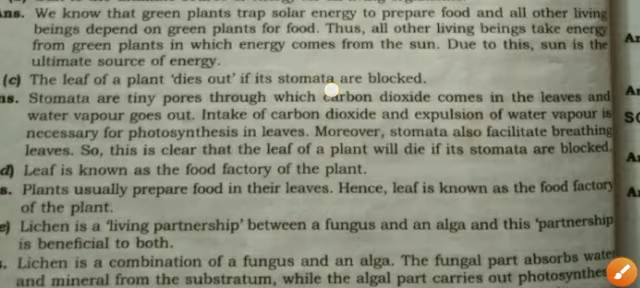 Ans. We know that green plants trap solar energy to prepare food and all other living
beings depend on green plants for food. Thus, all other living beings take energy
from green plants in which energy comes from the sun. Due to this, sun is the
ultimate source of energy.
(c) The leaf of a plant 'dies out' if its stomata are blocked.
ns. Stomata are tiny pores through which carbon dioxide comes in the leaves and
water vapour goes out. Intake of carbon dioxide and expulsion of water vapour is
necessary for photosynthesis in leaves. Moreover, stomata also facilitate breathing
leaves. So, this is clear that the leaf of a plant will die if its stomata are blocked.
d) Leaf is known as the food factory of the plant.
s. Plants usually prepare food in their leaves. Hence, leaf is known as the food factory
of the plant.
e) Lichen is a 'living partnership' between a fungus and an alga and this 'partnership
is beneficial to both.
. Lichen is a combination of a fungus and an alga. The fungal part absorbs water
and mineral from the substratum, while the algal part carries out photosynthes